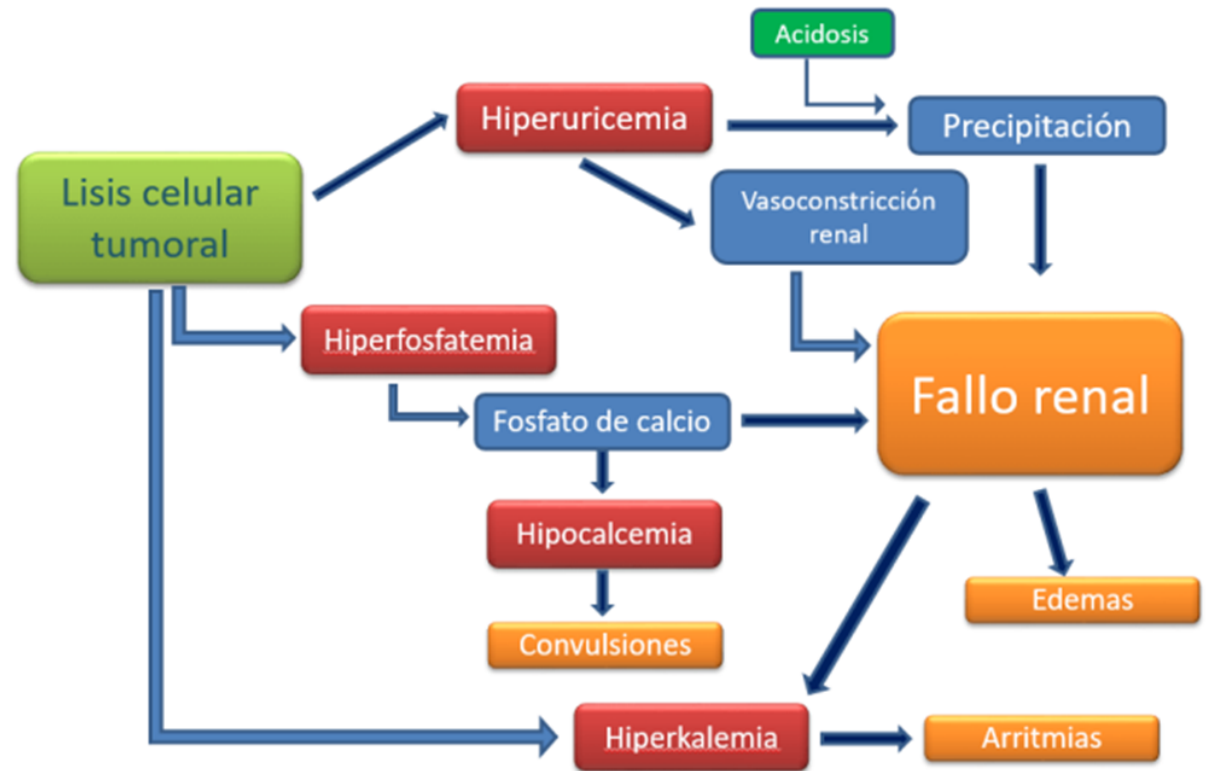 Acidosis
Hiperuricemia
Precipitación
Lisis celular
tumoral
Vasoconstricción
renal
Hiperfosfatemia
Fallo renal
Fosfato de calcio
Hipocalcemia
Edemas
Convulsiones
Hiperkalemia
Arritmias